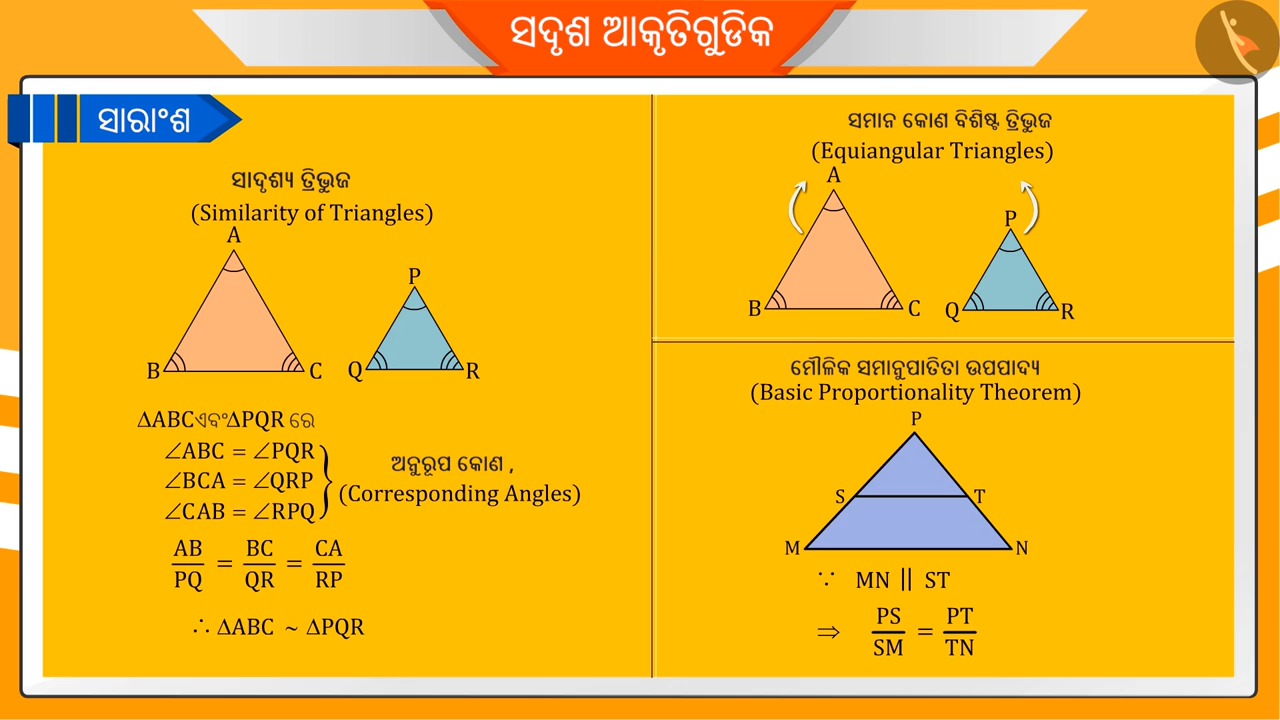 ସଦୃଶ ଆକୃତିଗୁଡିକ
ସାରାଂଶ
ସାଦୃଶ୍ୟ ତ୍ରିଭୁଜ
(Similarity of Triangles)
A
P
B
C
Q
R
ΔABCଏବଂΔPQR ରେ
∠ABC = ∠PQR
∠BCA = ∠QRP
∠CAB = ∠RPQ
ଅନୁରୂପ କୋଣ ,
(Corresponding Angles)
AB/PQ = BC/QR = CA/RP
∴ ΔABC ~ ΔPQR
ସମାନ କୋଣ ବିଶିଷ୍ଟ ତ୍ରିଭୁଜ
(Equiangular Triangles)
A
P
B
C
Q
R
ମୌଳିକ ସମାନୁପାତିତା ଉପପାଦ୍ୟ
(Basic Proportionality Theorem)
P
S
T
M
N
∵ MN || ST
⇒ PS/SM = PT/TN